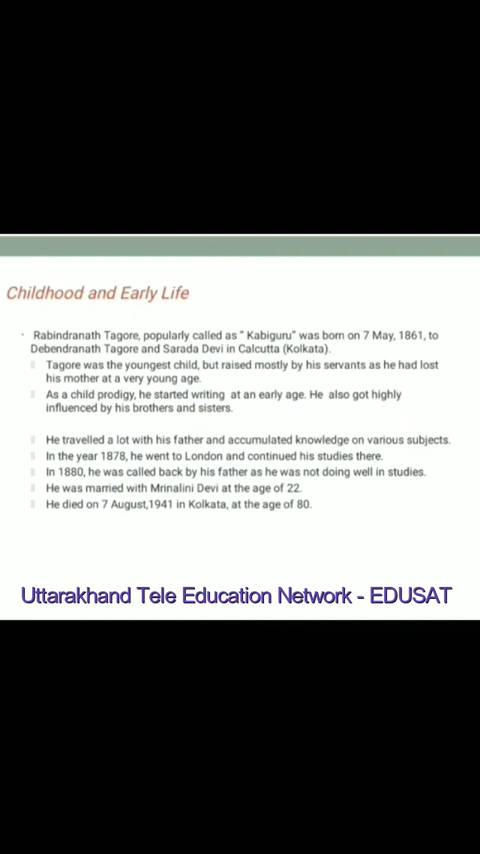 Childhood and Early Life
· Rabindranath Tagore, popularly called as " Kabiguru" was born on 7 May, 1861, to
Debendranath Tagore and Sarada Devi in Calcutta (Kolkata).
Tagore was the youngest child, but raised mostly by his servants as he had lost
his mother at a very young age.
As a child prodigy, he started writing at an early age. He also got highly
influenced by his brothers and sisters.
He travelled a lot with his father and accumulated knowledge on various subjects.
In the year 1878, he went to London and continued his studies there.
In 1880, he was called back by his father as he was not doing well in studies.
He was married with Mrinalini Devi at the age of 22.
He died on 7 August,1941 in Kolkata, at the age of 80.
Uttarakhand Tele Education Network - EDUSAT